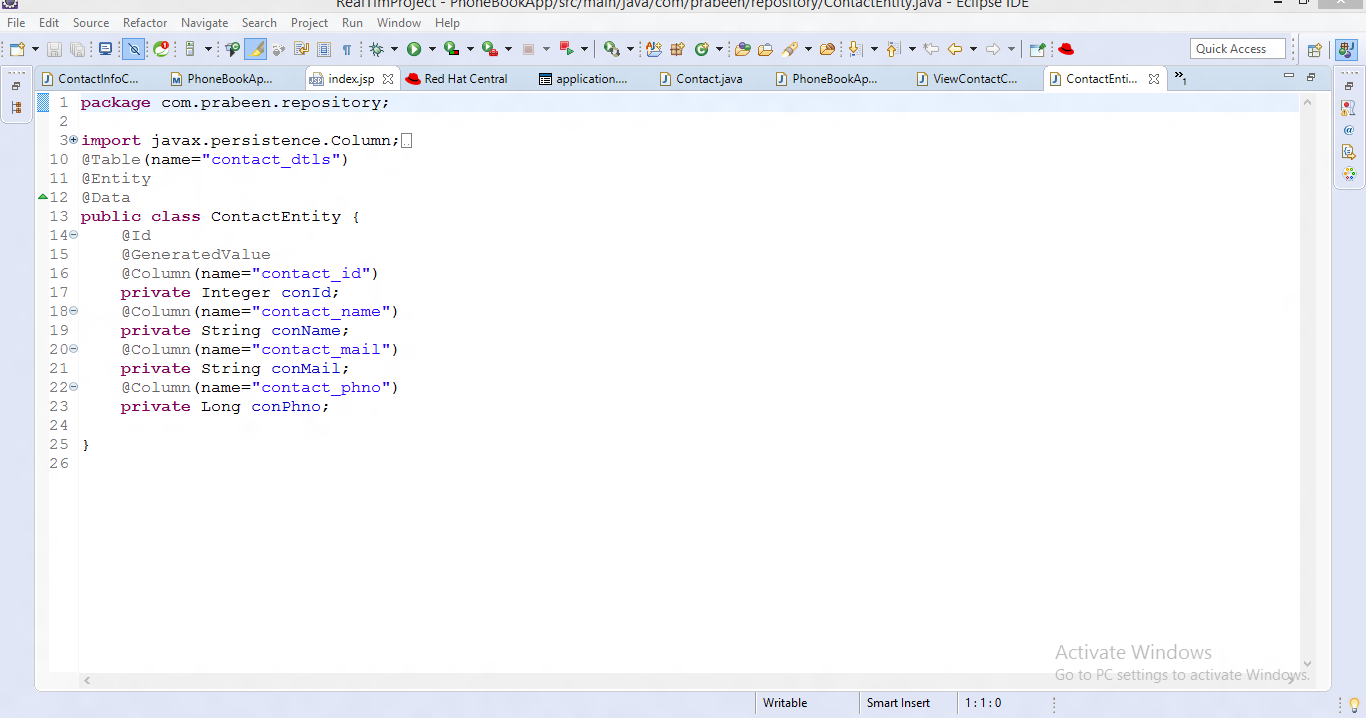 RealTimProject - PhoneBookApp/src/main/java/com/prabeen/repository/ContactEntity.java - Eclipse IDE
File Edit Source Refactor Navigate Search Project Run Window Help
Quick Access
ContactInfoC... PhoneBookAp... index.jsp Red Hat Central application.... Contact.java PhoneBookAp... ViewContactC... ContactEnti... »1
1 package com.prabeen.repository;
2
3 import javax.persistence.Column;
10 @Table(name="contact_dtls")
11 @Entity
12 @Data
13 public class ContactEntity {
14 @Id
15 @GeneratedValue
16 @Column(name="contact_id")
17 private Integer conId;
18 @Column(name="contact_name")
19 private String conName;
20 @Column(name="contact_mail")
21 private String conMail;
22 @Column(name="contact_phno")
23 private Long conPhno;
24
25 }
26
Activate Windows
Go to PC settings to activate Windows.
Writable Smart Insert 1:1:0